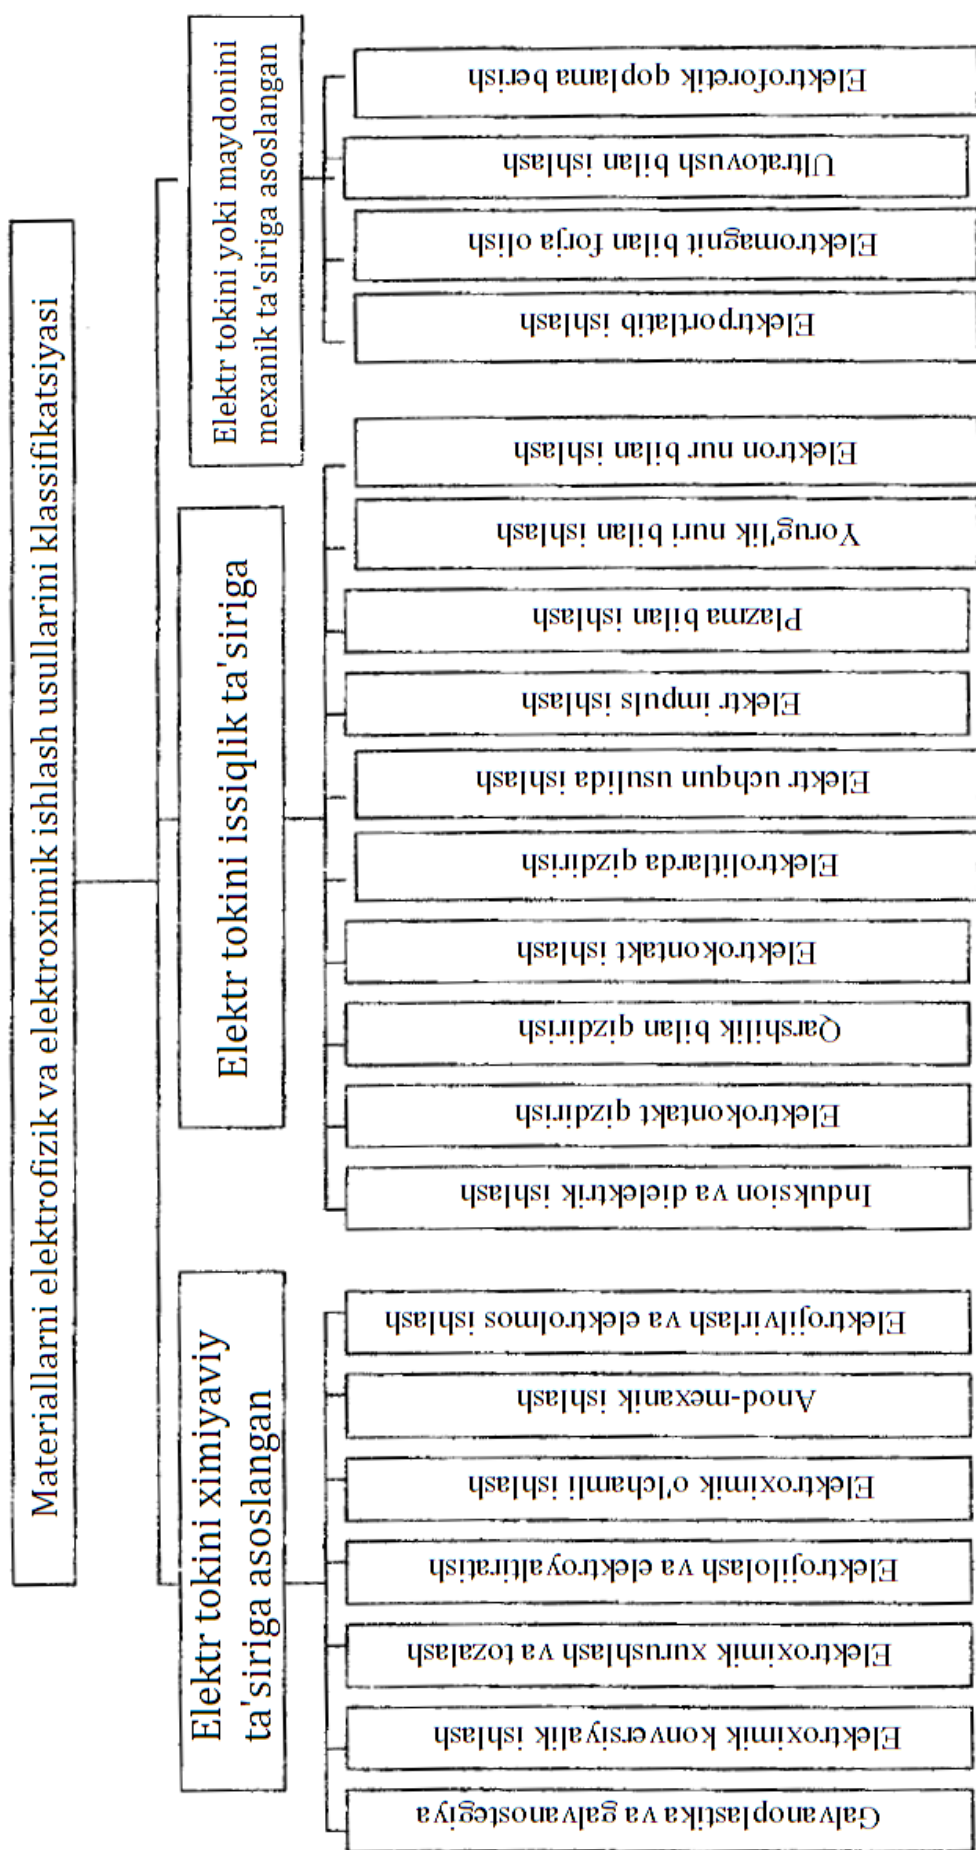 Materiallarni elektrofizik va elektroximik ishlash usullarini klassifikatsiyasi
Elektr tokini ximiyaviy
ta'siriga asoslangan
Galvanoplastika va galvanostegiya
Elektroximik konversiyalik ishlash
Elektroximik xurushlash va tozalash
Elektrojilolash va elektroyaltiratish
Elektroximik o'lchamli ishlash
Anod-mexanik ishlash
Elektrojilvirlash va elektrolmos ishlash
Elektr tokini issiqlik ta'siriga
Induksion va dielektrik ishlash
Elektrokontakt qizdirish
Qarshilik bilan qizdirish
Elektrokontakt ishlash
Elektrolitlarda qizdirish
Elektr uchqun usulida ishlash
Elektr impuls ishlash
Plazma bilan ishlash
Yorug'lik nuri bilan ishlash
Elektron nur bilan ishlash
Elektr tokini yoki maydonini
mexanik ta'siriga asoslangan
Elektrportlatib ishlash
Elektromagnit bilan forja olish
Ultratovush bilan ishlash
Elektroforetik qoplama berish